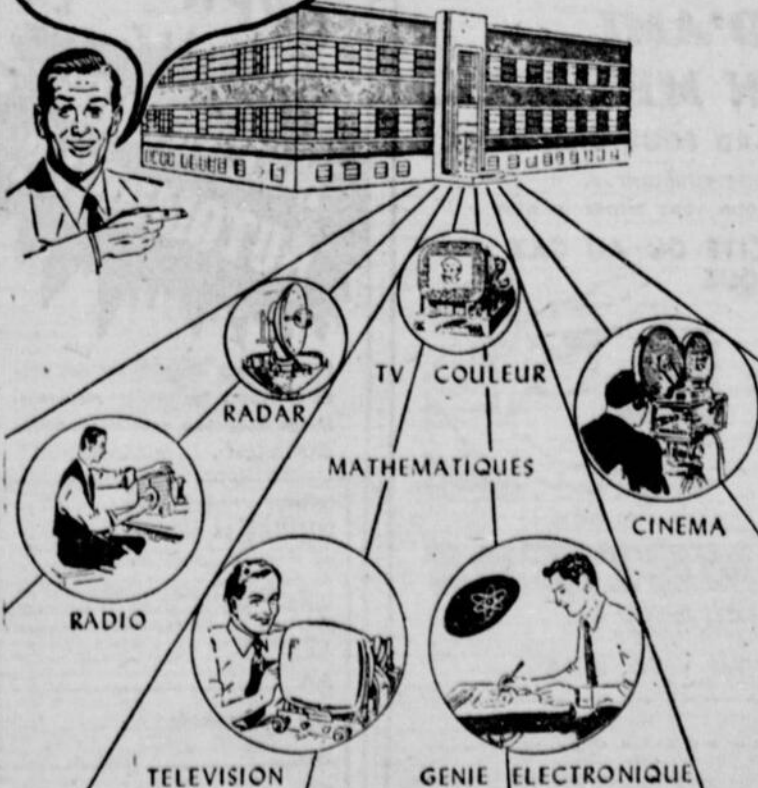 TV COULEUR
RADAR
MATHEMATIQUES
CINEMA
RADIO
TELEVISION
GENIE ELECTRONIQUE